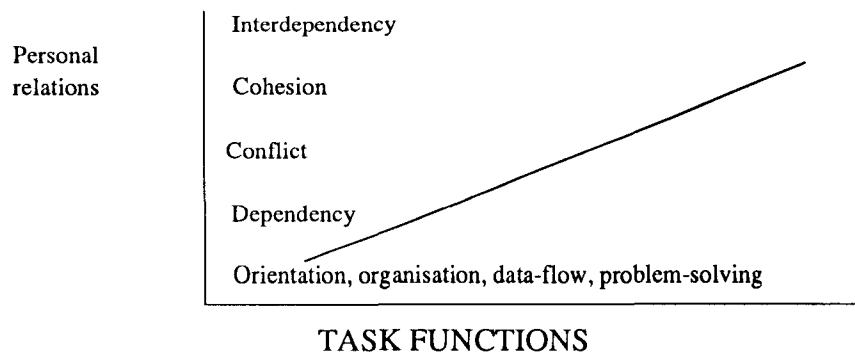 Interdependency
Personal
relations
Cohesion
Conflict
Dependency
Orientation, organisation, data-flow, problem-solving
TASK FUNCTIONS